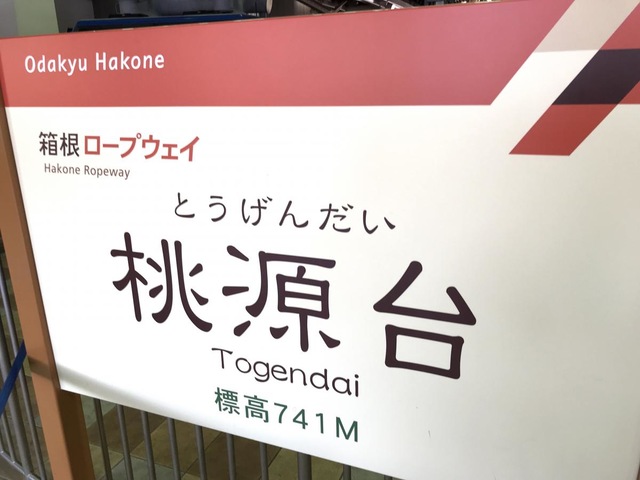 Odakyu Hakone
箱根ロープウェイ
Hakone Ropeway
とうげんだい
桃源台
Togendai
標高741M